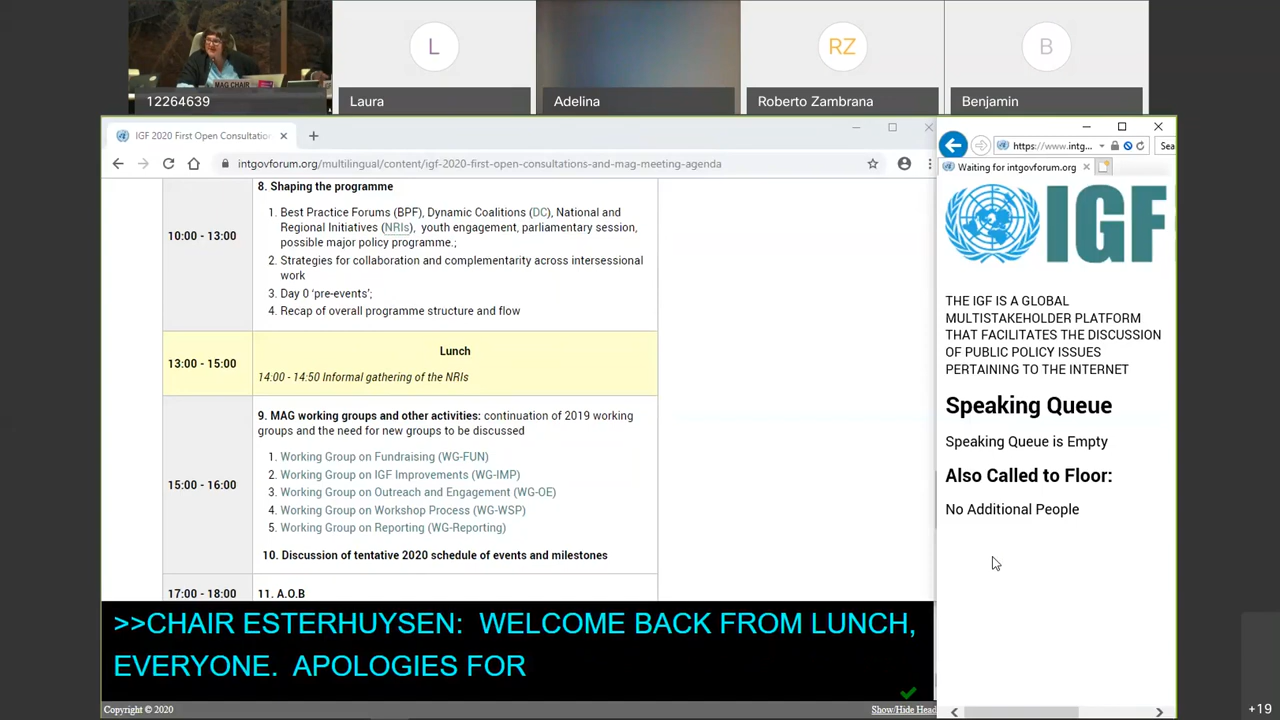 L
RZ
B
MAG CHAIR
12264639
Laura
Adelina
Roberto Zambrana
Benjamin
IGF 2020 First Open Consultation
intgovforum.org/multilingual/content/igf-2020-first-open-consultations-and-mag-meeting-agenda
10:00 - 13:00
8. Shaping the programme
1. Best Practice Forums (BPF), Dynamic Coalitions (DC), National and
Regional Initiatives (NRIs), youth engagement, parliamentary session,
possible major policy programme.;
2. Strategies for collaboration and complementarity across intersessional
work
3. Day 0 ‘pre-events’;
4. Recap of overall programme structure and flow
13:00 - 15:00
Lunch
14:00 - 14:50 Informal gathering of the NRIs
15:00 - 16:00
9. MAG working groups and other activities: continuation of 2019 working
groups and the need for new groups to be discussed
1. Working Group on Fundraising (WG-FUN)
2. Working Group on IGF Improvements (WG-IMP)
3. Working Group on Outreach and Engagement (WG-OE)
4. Working Group on Workshop Process (WG-WSP)
5. Working Group on Reporting (WG-Reporting)
10. Discussion of tentative 2020 schedule of events and milestones
17:00 - 18:00
11. A.O.B
>>CHAIR ESTERHUYSEN: WELCOME BACK FROM LUNCH,
EVERYONE. APOLOGIES FOR
Copyright © 2020
Show/Hide Head
https://www.intg...
Sea
Waiting for intgovforum.org
IGF
THE IGF IS A GLOBAL
MULTISTAKEHOLDER PLATFORM
THAT FACILITATES THE DISCUSSION
OF PUBLIC POLICY ISSUES
PERTAINING TO THE INTERNET
Speaking Queue
Speaking Queue is Empty
Also Called to Floor:
No Additional People
+19